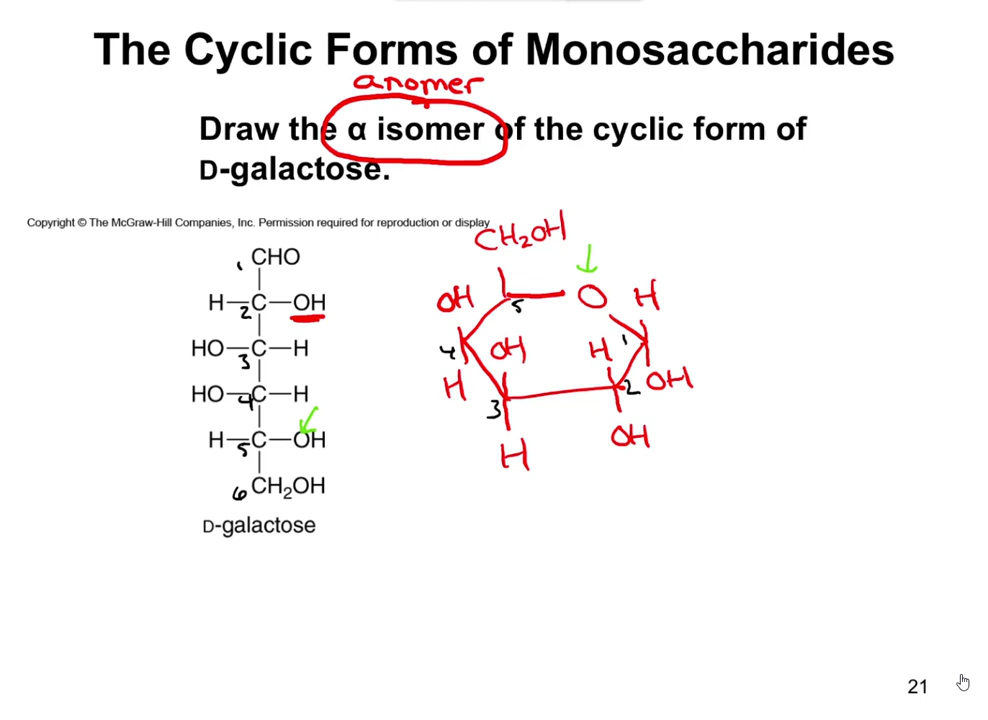 The Cyclic Forms of Monosaccharides
anomer
Draw the α isomer of the cyclic form of
D-galactose.
Copyright © The McGraw-Hill Companies, Inc. Permission required for reproduction or display
1 CHO
H-2C-OH
HO-3C-H
HO-4C-H
H-5C-OH
6 CH₂OH
D-galactose
CH₂OH
OH 5 O H
4 OH H 1
H 3 2 OH
H OH
21